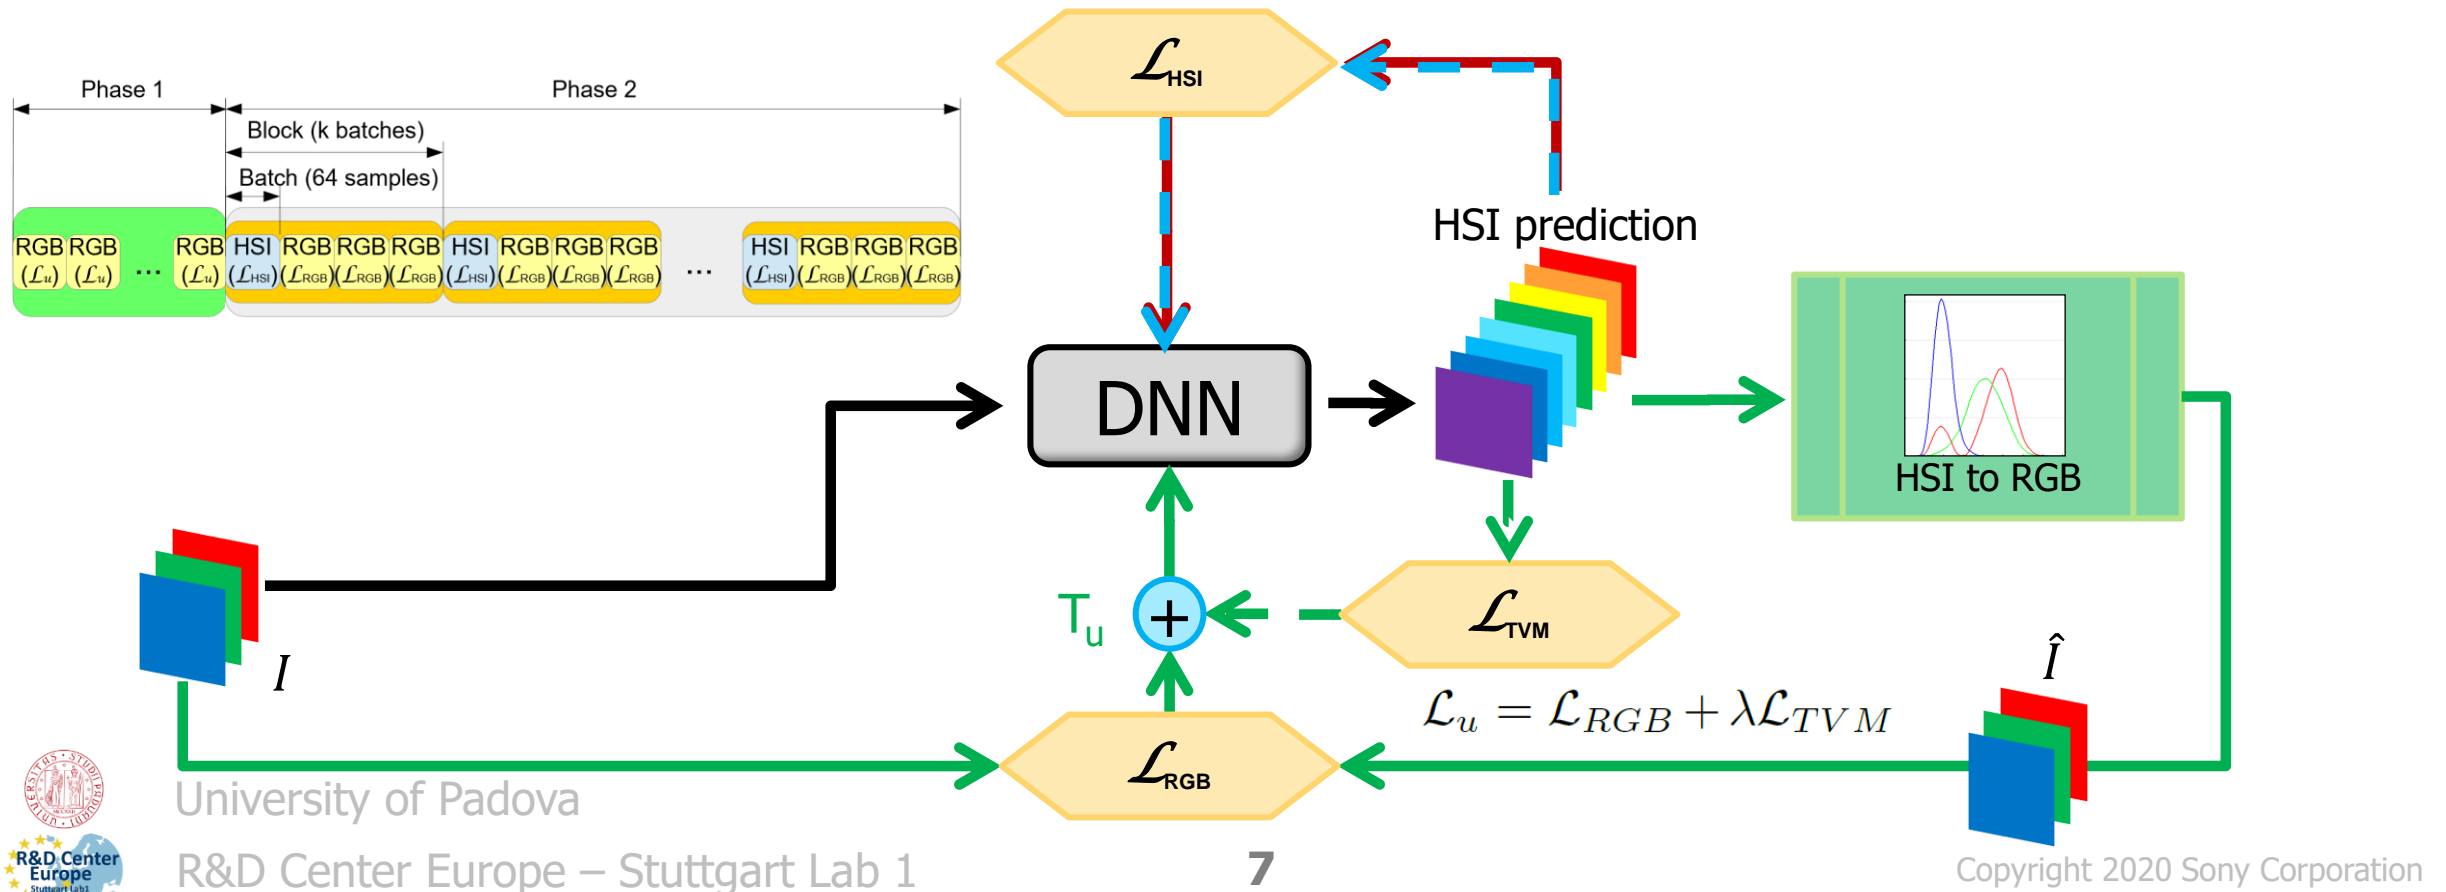 Phase 1
Phase 2
Block (k batches)
Batch (64 samples)
RGB RGB ... RGB HSI RGB RGB RGB HSI RGB RGB RGB ... HSI RGB RGB RGB
(ℒu) (ℒu) (ℒu) (ℒHSI) (ℒRGB) (ℒRGB) (ℒRGB) (ℒHSI) (ℒRGB) (ℒRGB) (ℒRGB) (ℒHSI) (ℒRGB) (ℒRGB) (ℒRGB)
ℒHSI
HSI prediction
DNN
HSI to RGB
Tu
+
ℒTVM
I
Î
ℒu = ℒRGB + λℒTVM
ℒRGB
University of Padova
R&D Center
Europe
Stuttgart Lab1
R&D Center Europe – Stuttgart Lab 1
7
Copyright 2020 Sony Corporation